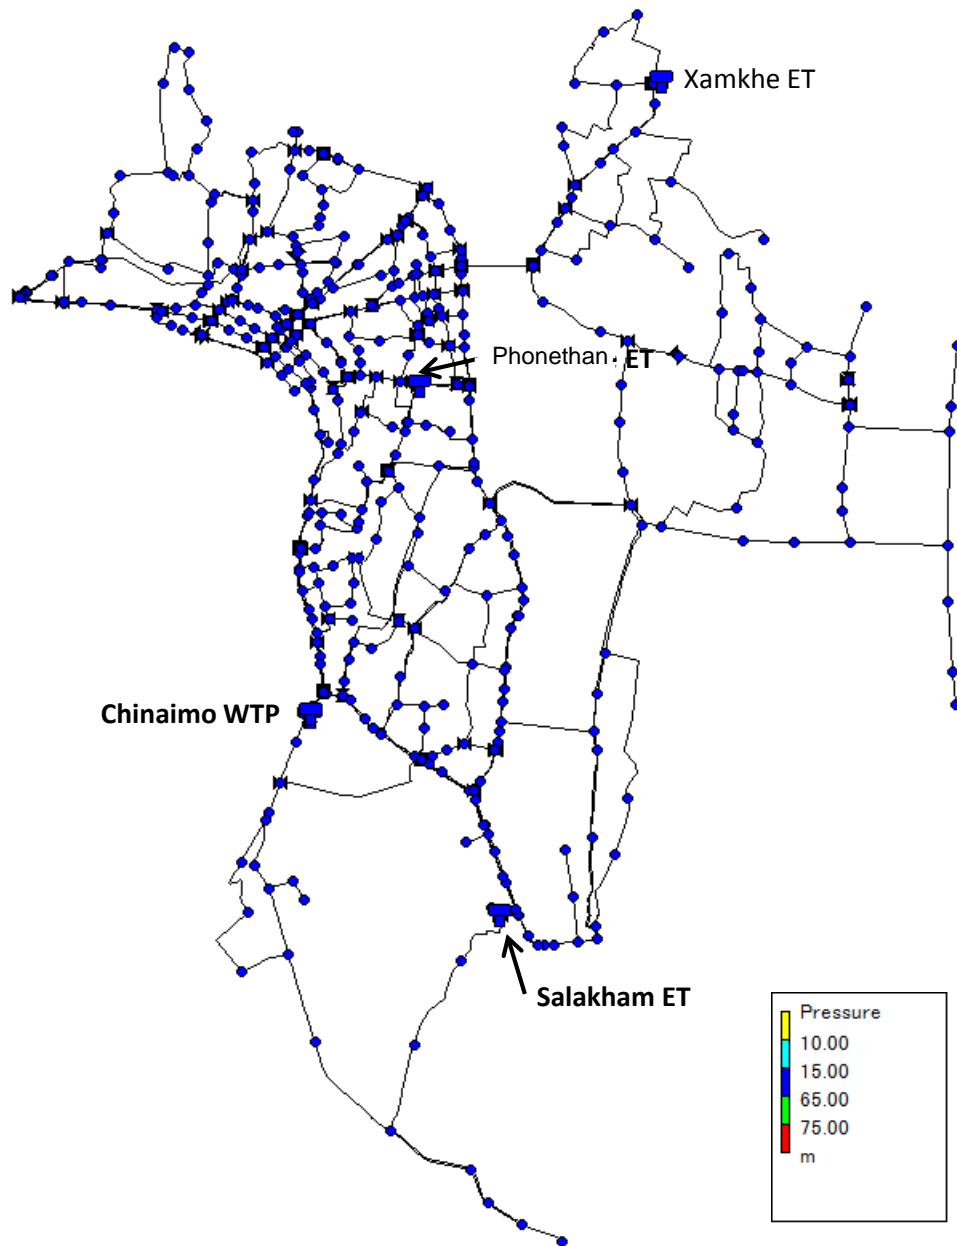 Xamkhe ET
Phonethan ET
Chinaimo WTP
Salakham ET
Pressure
10.00
15.00
65.00
75.00
m